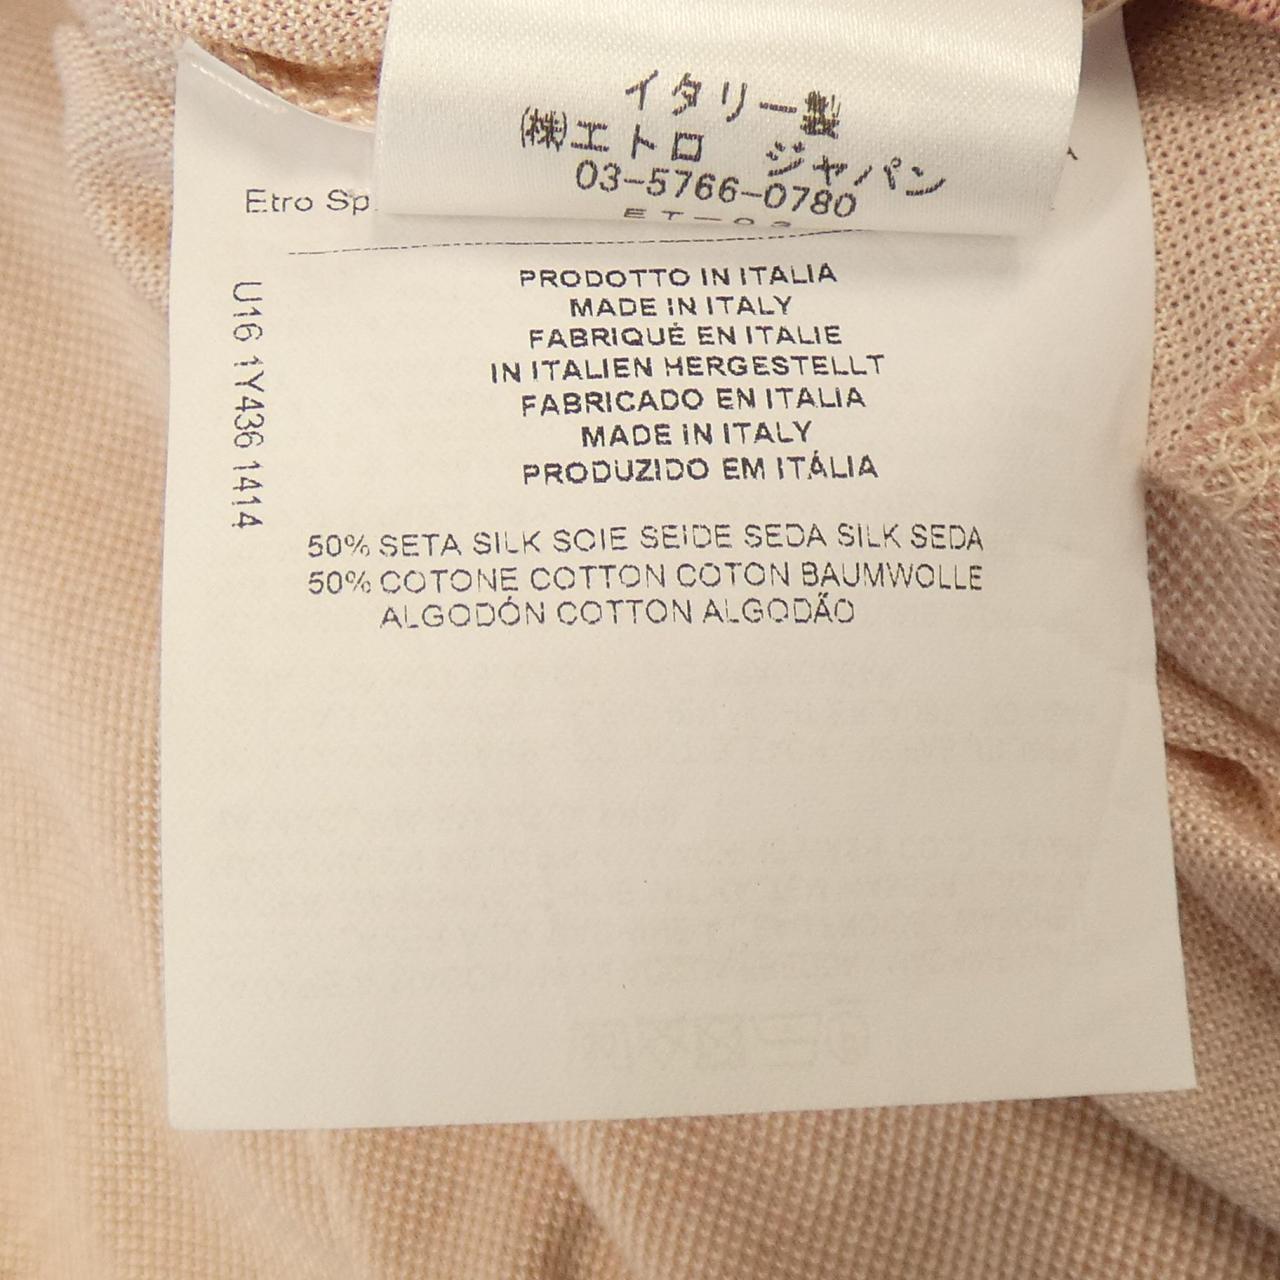 イタリー製
㈱エトロ ジャパン
03-5766-0780
Etro Sp
PRODOTTO IN ITALIA
MADE IN ITALY
FABRIQUÉ EN ITALIE
IN ITALIEN HERGESTELLT
FABRICADO EN ITALIA
MADE IN ITALY
PRODUZIDO EM ITÁLIA
U16 1Y436 1414
50% SETA SILK SOIE SEIDE SEDA SILK SEDA
50% COTONE COTTON COTON BAUMWOLLE
ALGODÓN COTTON ALGODÃO